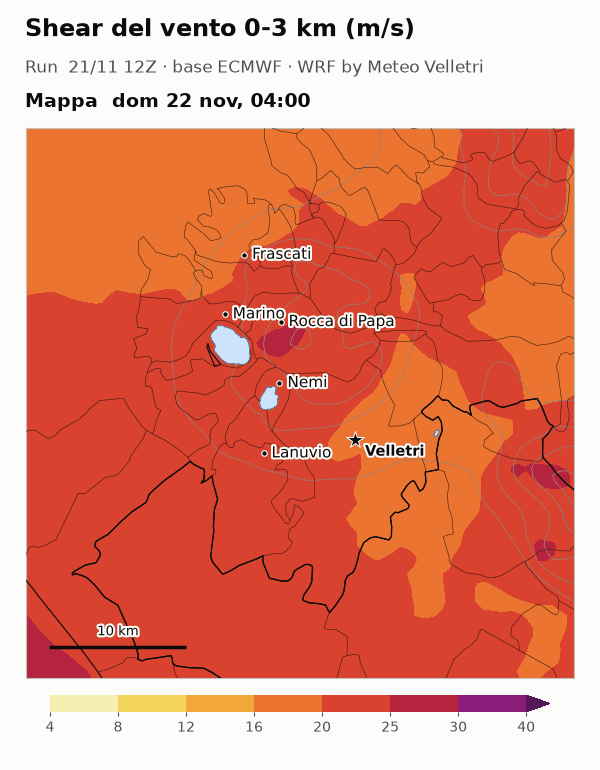 Shear del vento 0-3 km (m/s)
Run  21/11 12Z · base ECMWF · WRF by Meteo Velletri
Mappa  dom 22 nov, 04:00
Frascati
Marino
Rocca di Papa
Nemi
Velletri
Lanuvio
10 km
4 8 12 16 20 25 30 40